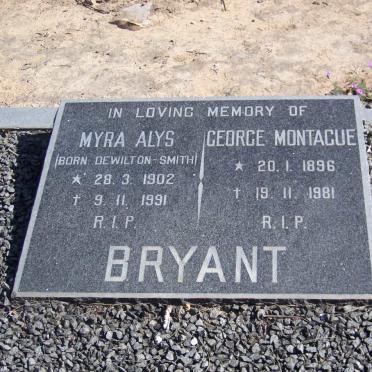 IN LOVING MEMORY OF
MYRA ALYS
(BORN DEWILTON-SMITH)
* 28. 3. 1902
† 9. 11. 1991
R. I. P.
GEORGE MONTAGUE
* 20. 1. 1896
† 19. 11. 1981
R. I. P.
BRYANT